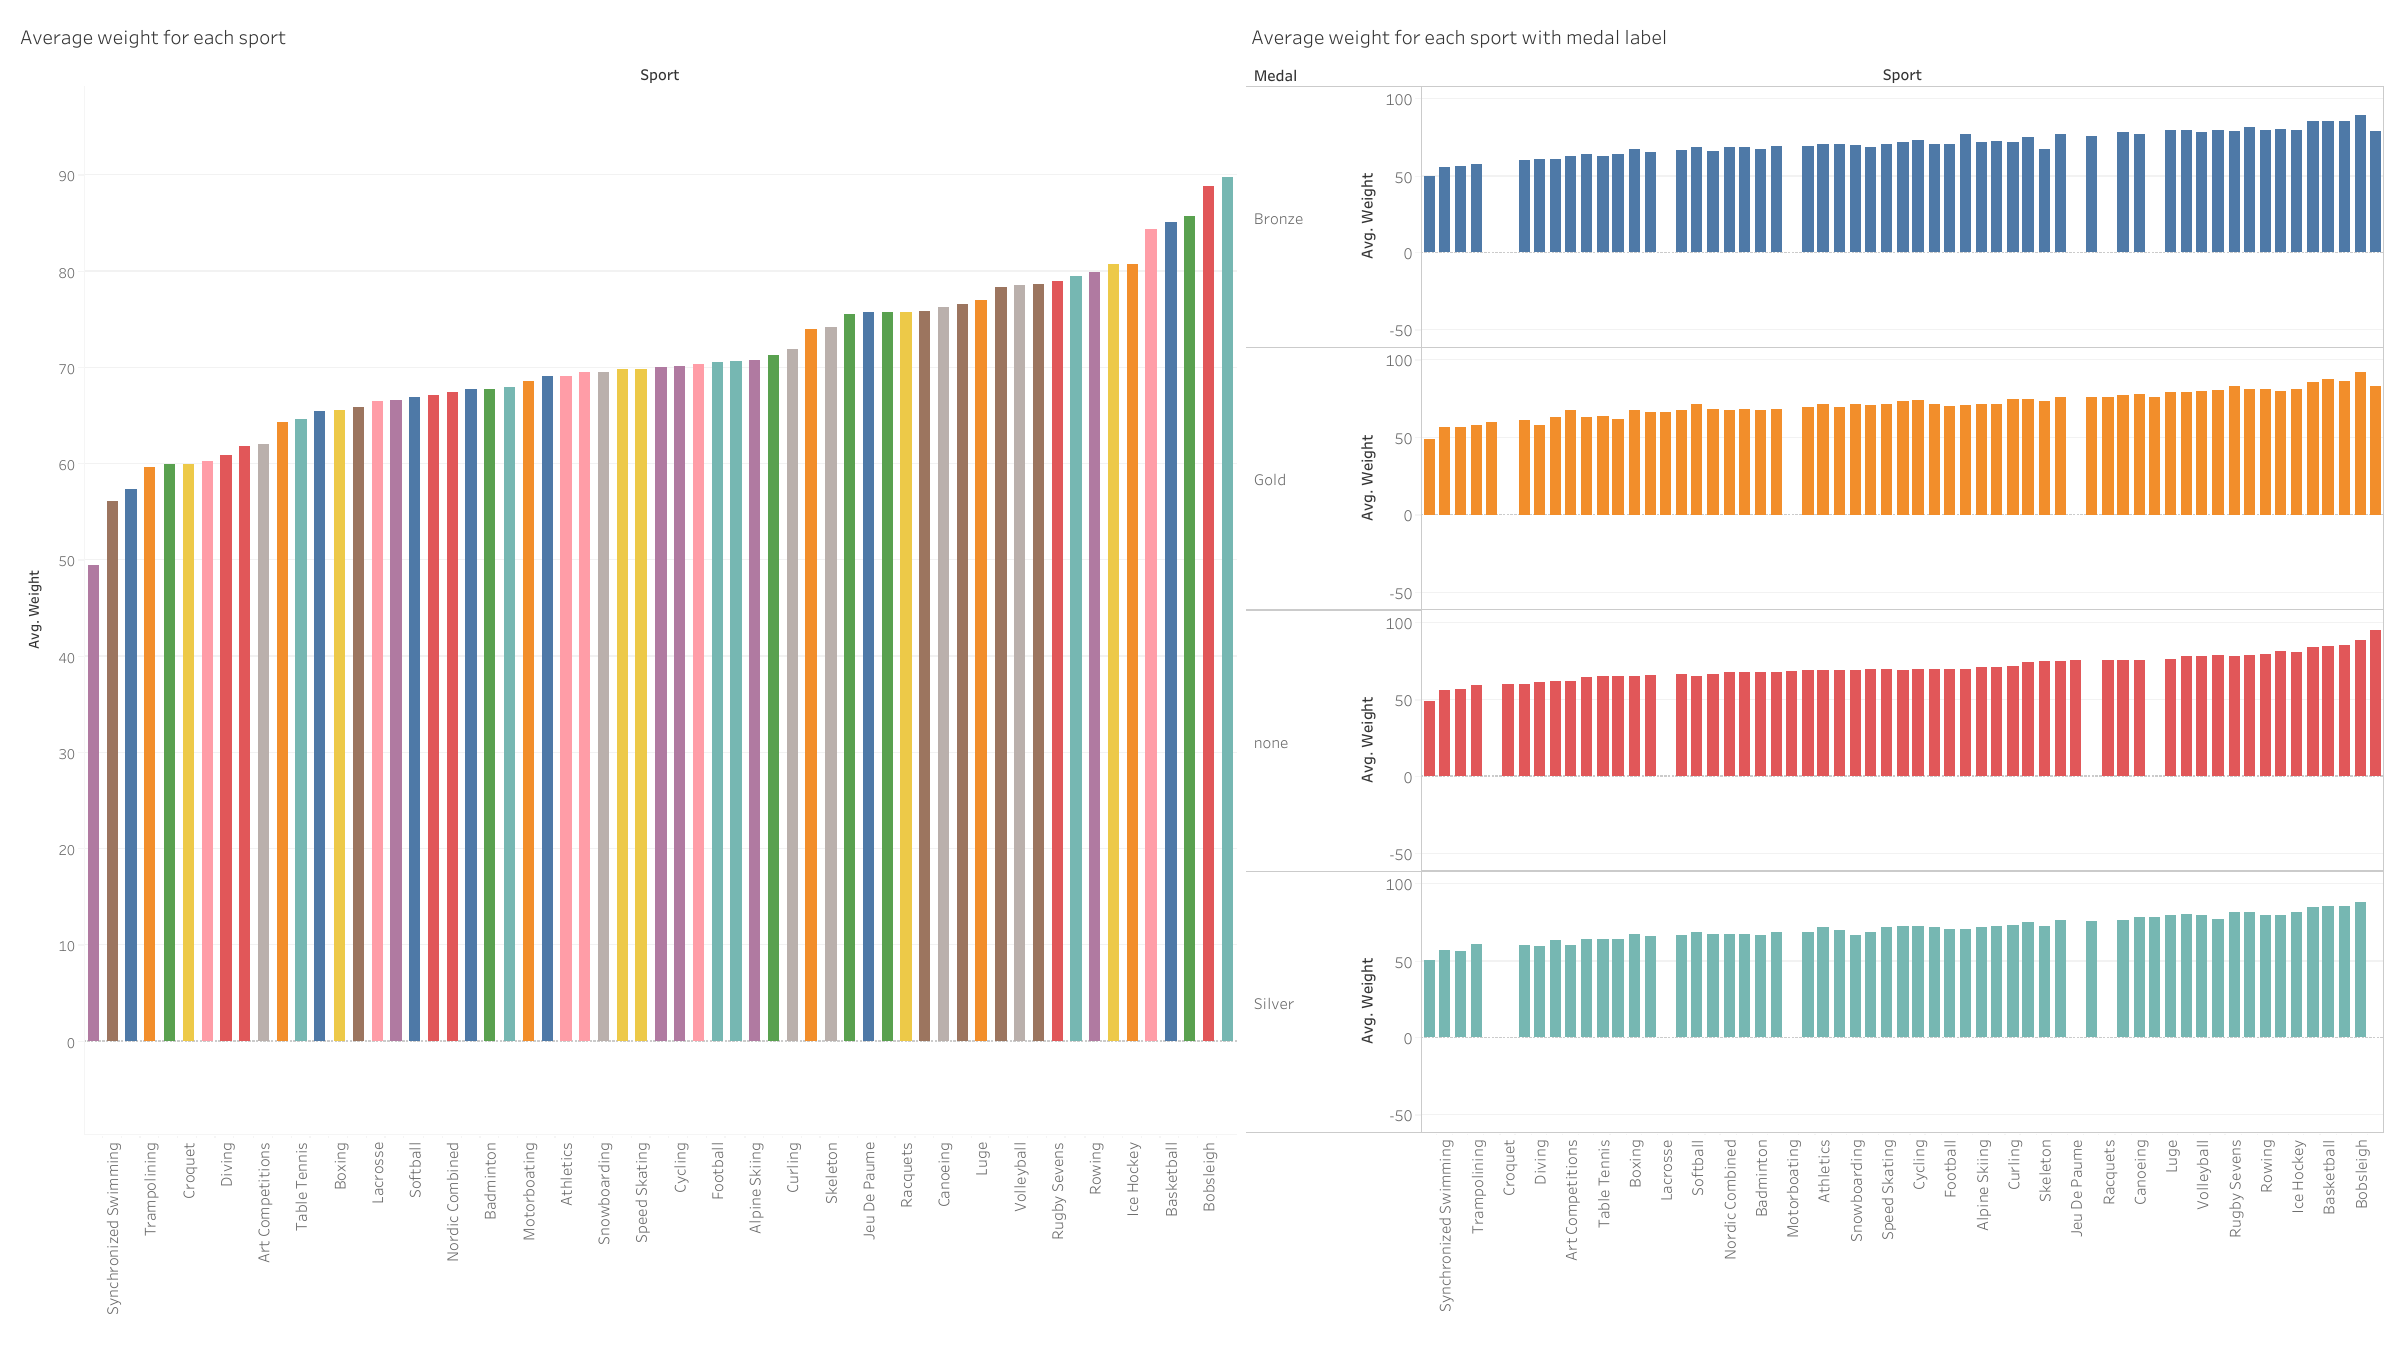 Average weight for each sport
Sport
Avg. Weight
90
80
70
60
50
40
30
20
10
0
Synchronized Swimming
Trampolining
Croquet
Diving
Art Competitions
Table Tennis
Boxing
Lacrosse
Softball
Nordic Combined
Badminton
Motorboating
Athletics
Snowboarding
Speed Skating
Cycling
Football
Alpine Skiing
Curling
Skeleton
Jeu De Paume
Racquets
Canoeing
Luge
Volleyball
Rugby Sevens
Rowing
Ice Hockey
Basketball
Bobsleigh
Average weight for each sport with medal label
Medal
Sport
Bronze
Avg. Weight
100
50
0
-50
Gold
Avg. Weight
100
50
0
-50
none
Avg. Weight
100
50
0
-50
Silver
Avg. Weight
100
50
0
-50
Synchronized Swimming
Trampolining
Croquet
Diving
Art Competitions
Table Tennis
Boxing
Lacrosse
Softball
Nordic Combined
Badminton
Motorboating
Athletics
Snowboarding
Speed Skating
Cycling
Football
Alpine Skiing
Curling
Skeleton
Jeu De Paume
Racquets
Canoeing
Luge
Volleyball
Rugby Sevens
Rowing
Ice Hockey
Basketball
Bobsleigh